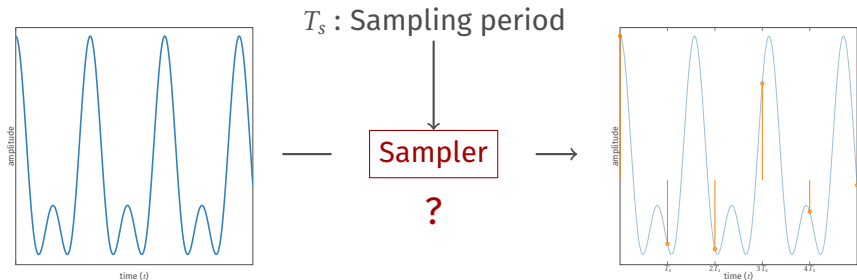 T_s : Sampling period
amplitude
time (t)
Sampler
?
amplitude
T_s 2T_s 3T_s 4T_s
time (t)